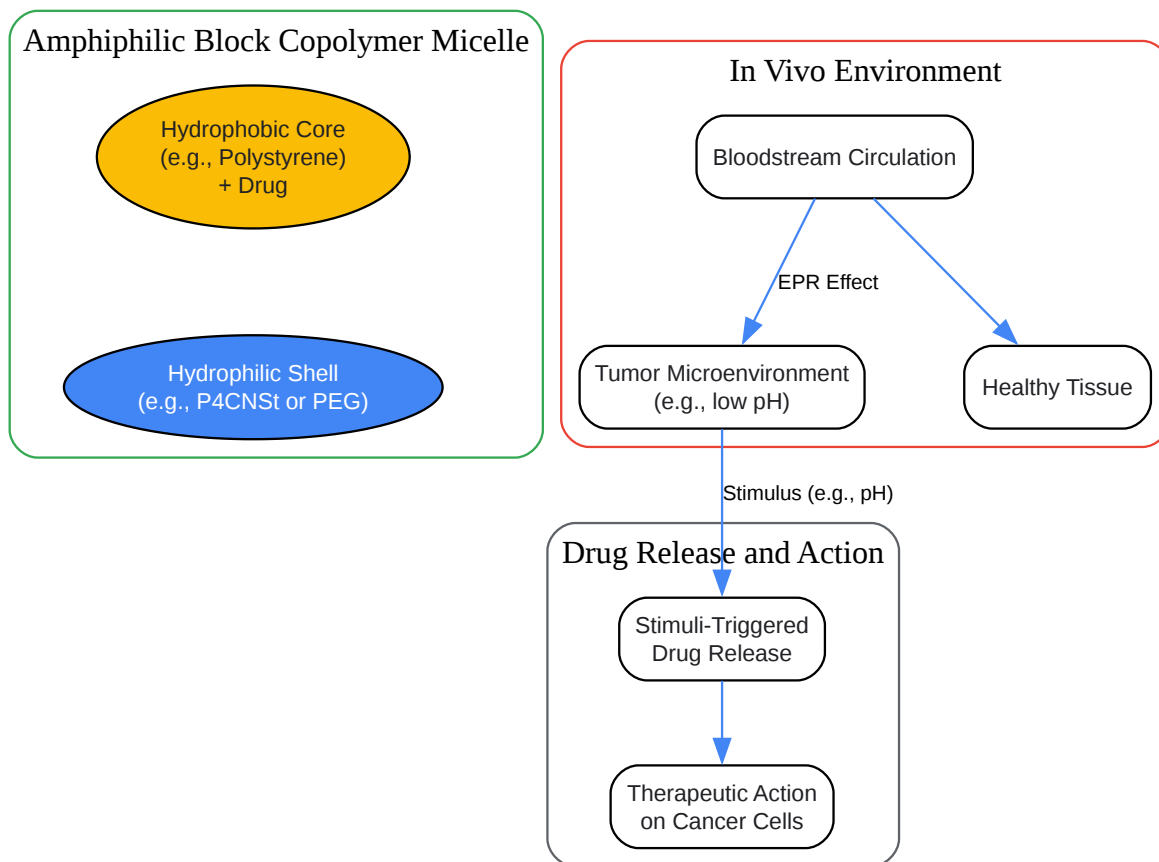 Amphiphilic Block Copolymer Micelle
Hydrophobic Core
(e.g., Polystyrene)
+ Drug
Hydrophilic Shell
(e.g., P4CNSt or PEG)
In Vivo Environment
Bloodstream Circulation
EPR Effect
Tumor Microenvironment
(e.g., low pH)
Healthy Tissue
Stimulus (e.g., pH)
Drug Release and Action
Stimuli-Triggered
Drug Release
Therapeutic Action
on Cancer Cells